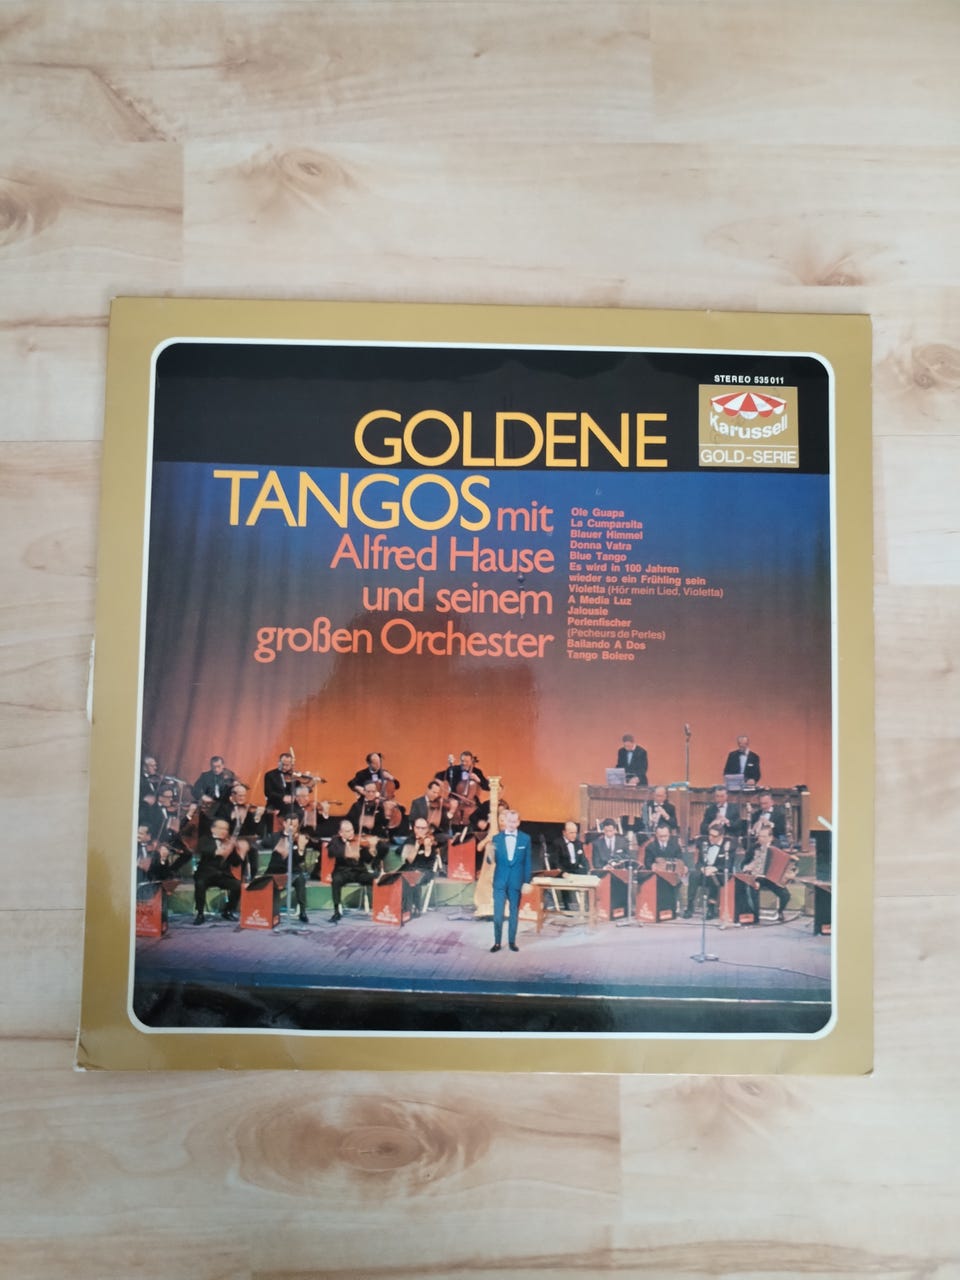 STEREO 535 011
Karussell
GOLD-SERIE
GOLDENE
TANGOS mit
Alfred Hause
und seinem
großen Orchester
Ole Guapa
La Cumparsita
Blauer Himmel
Donna Vatra
Blue Tango
Es wird in 100 Jahren
wieder so ein Frühling sein
Violetta (Hör mein Lied, Violetta)
A Media Luz
Jalousie
Perlenfischer
(Pecheurs de Perles)
Bailando A Dos
Tango Bolero